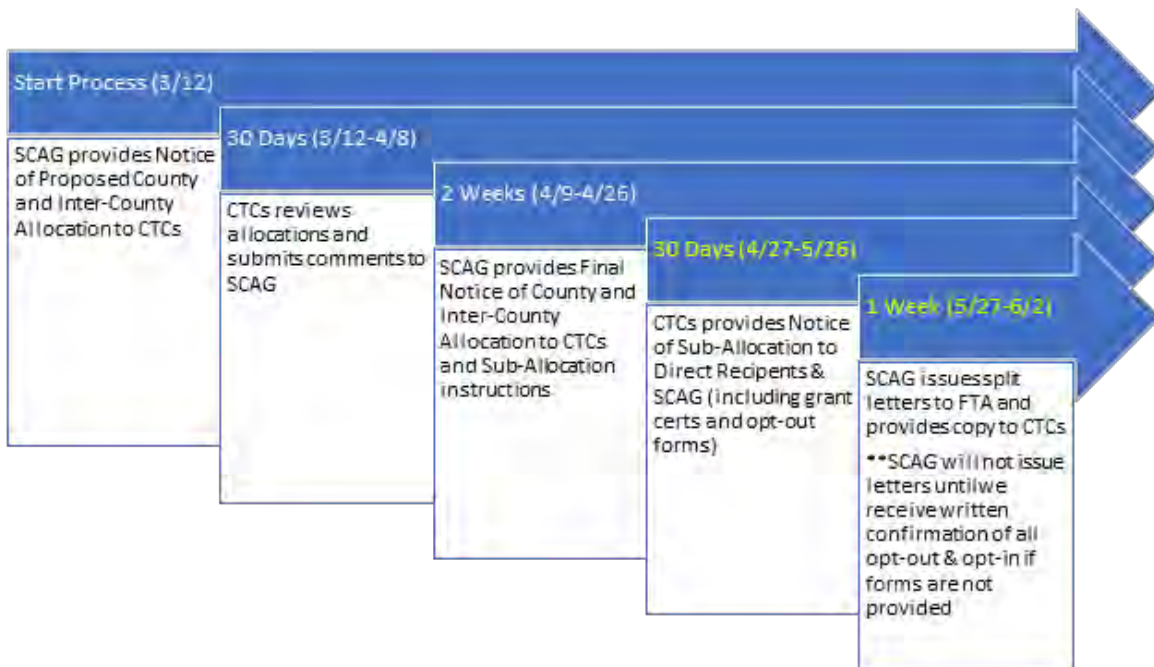 Start Process (3/12)
SCAG provides Notice
of Proposed County
and Inter-County
Allocation to CTCs
30 Days (3/12-4/8)
CTCs reviews
allocations and
submits comments to
SCAG
2 Weeks (4/9-4/26)
SCAG provides Final
Notice of County and
Inter-County
Allocation to CTCs
and Sub-Allocation
instructions
30 Days (4/27-5/26)
CTCs provides Notice
of Sub-Allocation to
Direct Recipents &
SCAG (including grant
certs and opt-out
forms)
1 Week (5/27-6/2)
SCAG issues split
letters to FTA and
provides copy to CTCs
**SCAG will not issue
letters until we
receive written
confirmation of all
opt-out & opt-in if
forms are not
provided